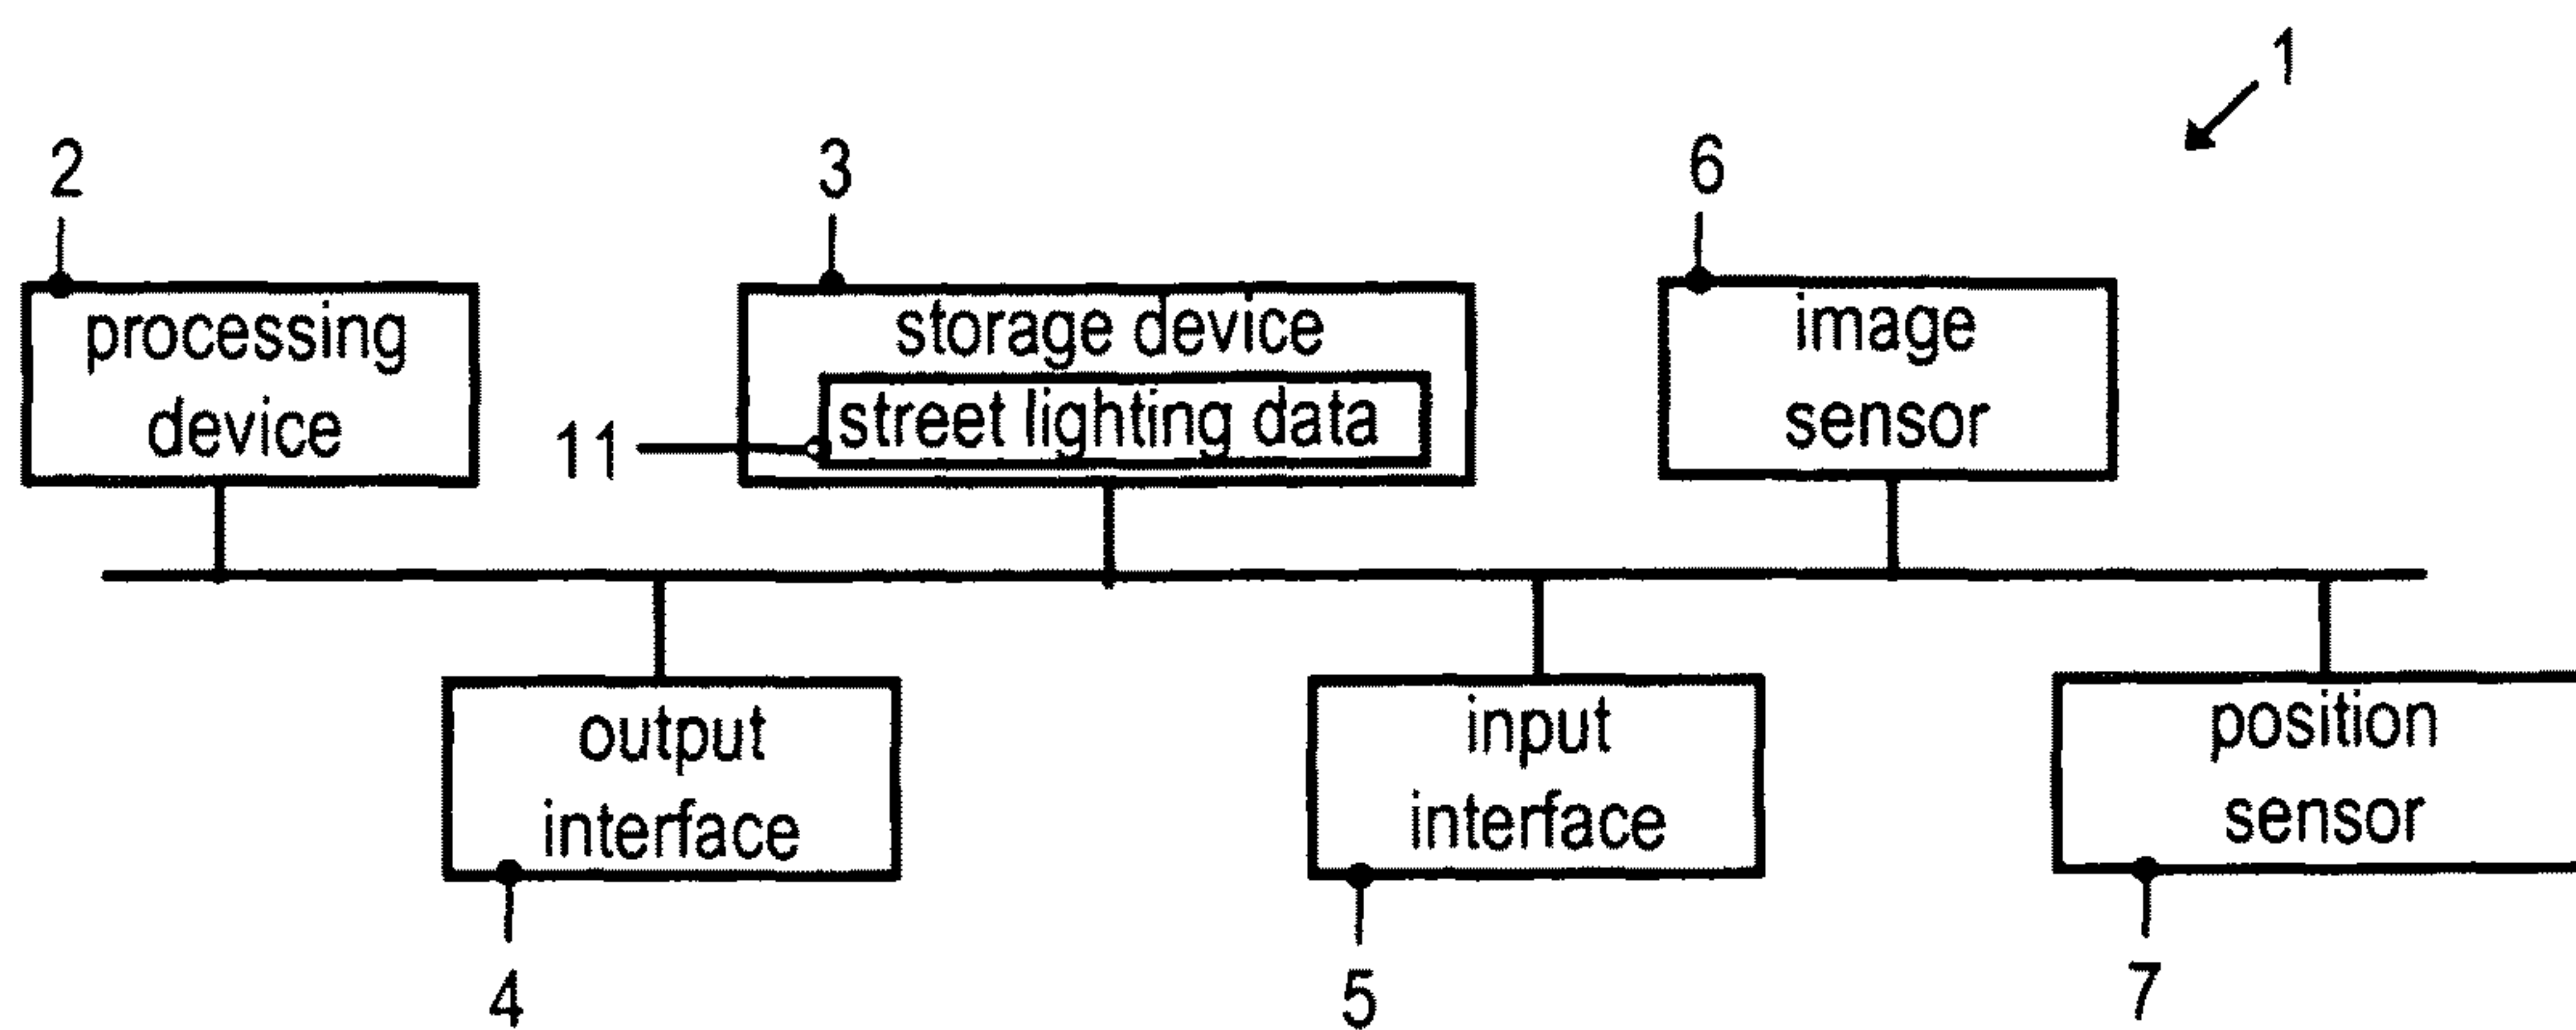 1
2
3
6
processing
device
storage device
street lighting data
11
image
sensor
output
interface
input
interface
position
sensor
4
5
7